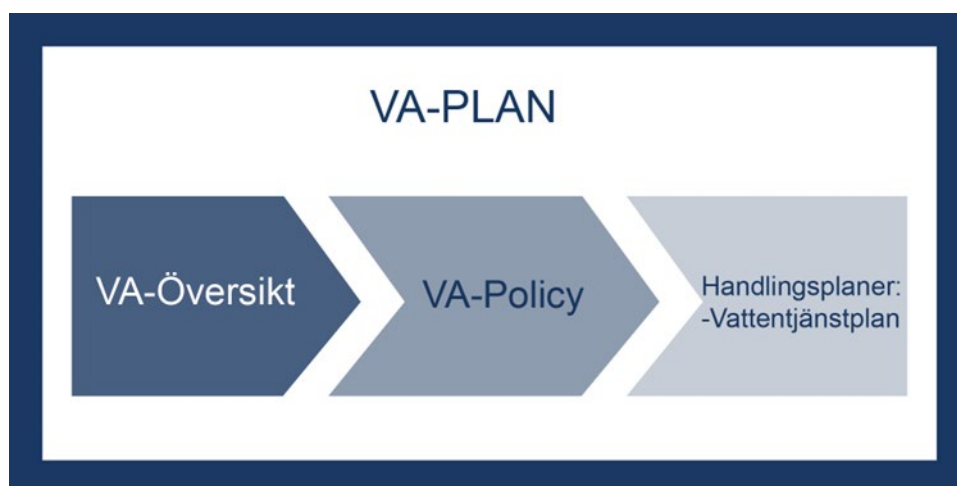 VA-PLAN
VA-Översikt
VA-Policy
Handlingsplaner:
-Vattentjänstplan